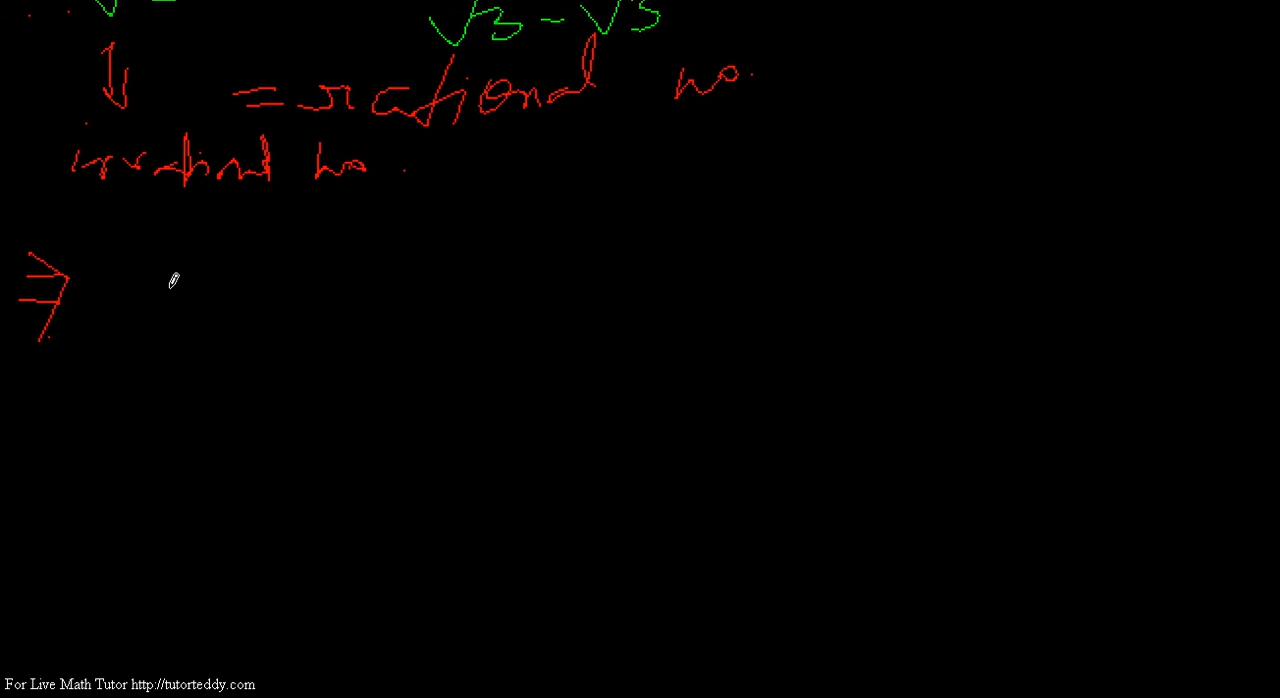 √3 - √3
= rational no.
irrational no.
⇒
For Live Math Tutor http://tutorteddy.com